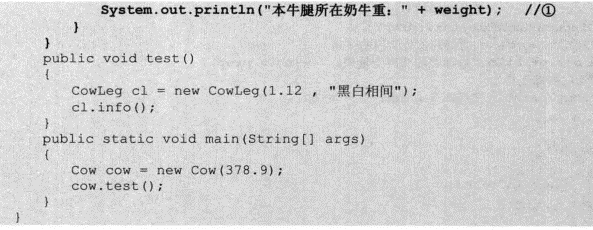 System.out.println("本牛腿所在奶牛重：" + weight);   //①
}
}
public void test()
{
CowLeg cl = new CowLeg(1.12 , "黑白相间");
cl.info();
}
public static void main(String[] args)
{
Cow cow = new Cow(378.9);
cow.test();
}
}